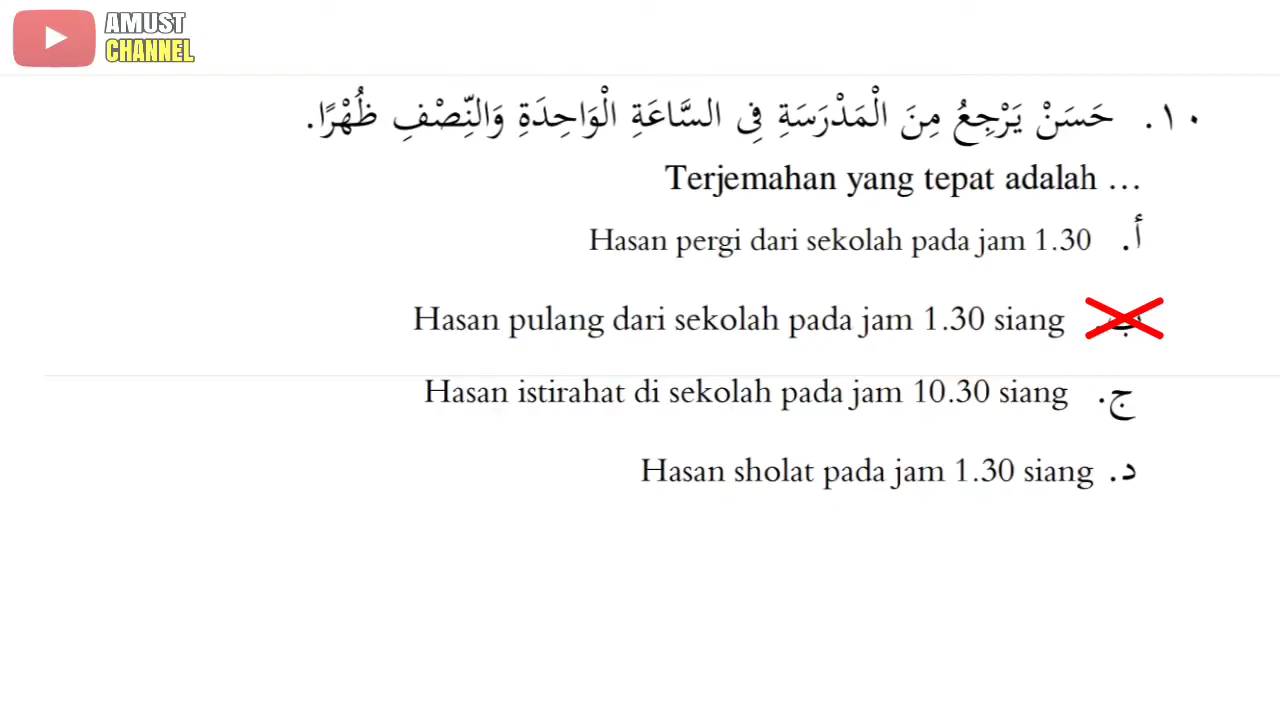 AMUST
CHANNEL
١٠. حَسَنْ يَرْجِعُ مِنَ الْمَدْرَسَةِ فِى السَّاعَةِ الْوَاحِدَةِ وَالنِّصْفِ ظُهْرًا.
Terjemahan yang tepat adalah …
أ. Hasan pergi dari sekolah pada jam 1.30
ب. Hasan pulang dari sekolah pada jam 1.30 siang
ج. Hasan istirahat di sekolah pada jam 10.30 siang
د. Hasan sholat pada jam 1.30 siang